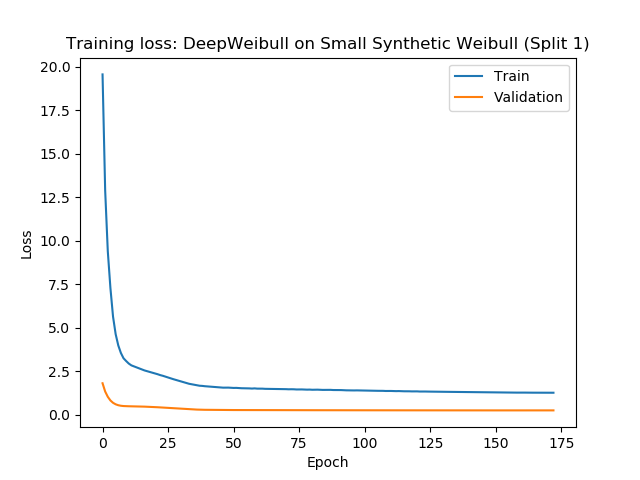 Training loss: DeepWeibull on Small Synthetic Weibull (Split 1)
Train
Validation
20.0
17.5
15.0
12.5
10.0
7.5
5.0
2.5
0.0
Loss
0 25 50 75 100 125 150 175
Epoch